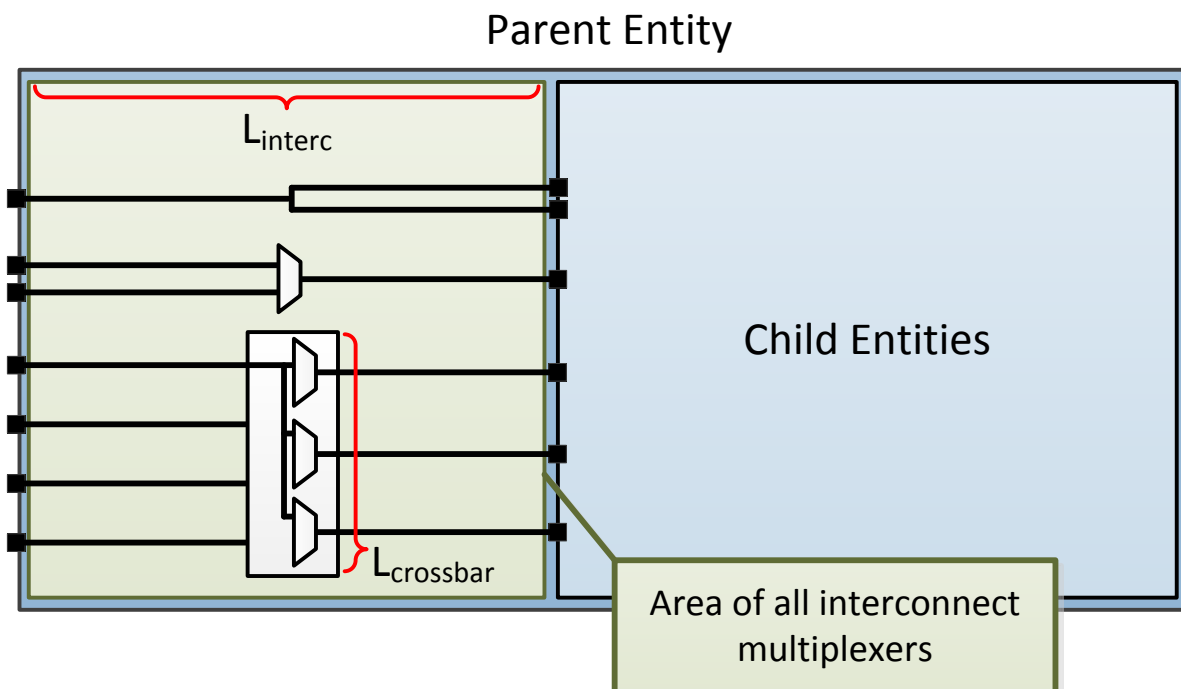 Parent Entity
Linterc
Child Entities
Lcrossbar
Area of all interconnect
multiplexers